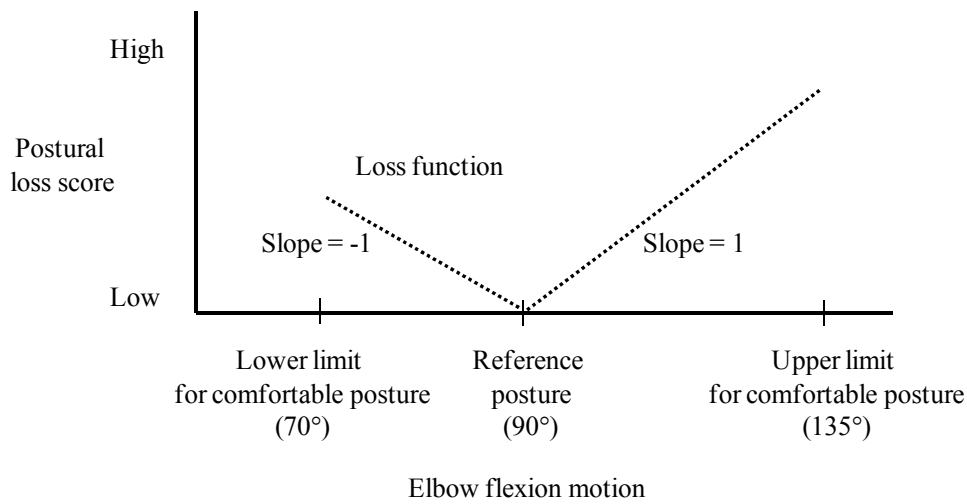 High
Postural
loss score
Loss function
Slope = -1
Slope = 1
Low
Lower limit
for comfortable posture
(70°)
Reference
posture
(90°)
Upper limit
for comfortable posture
(135°)
Elbow flexion motion